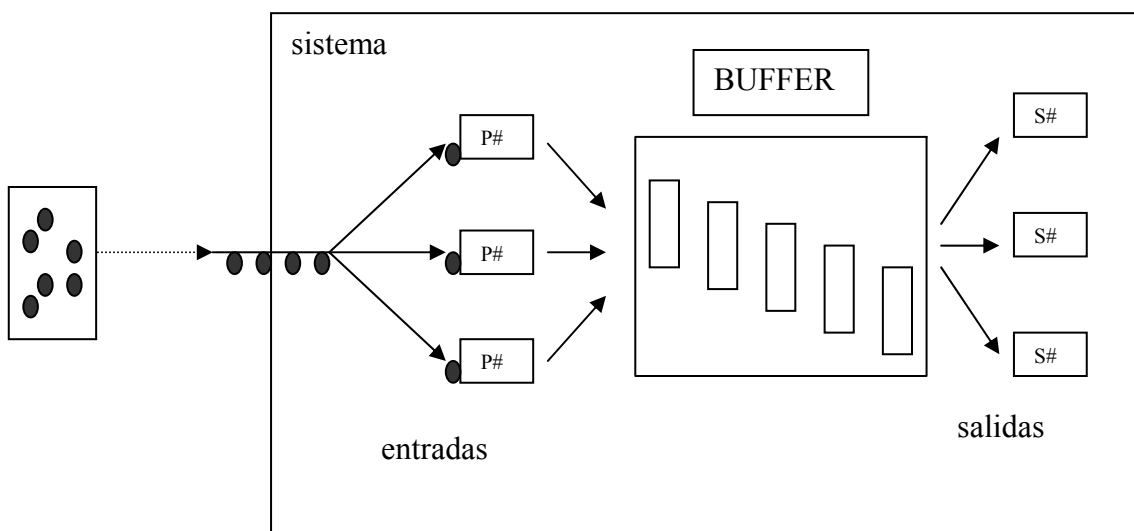 sistema
BUFFER
P#
P#
P#
S#
S#
S#
entradas
salidas